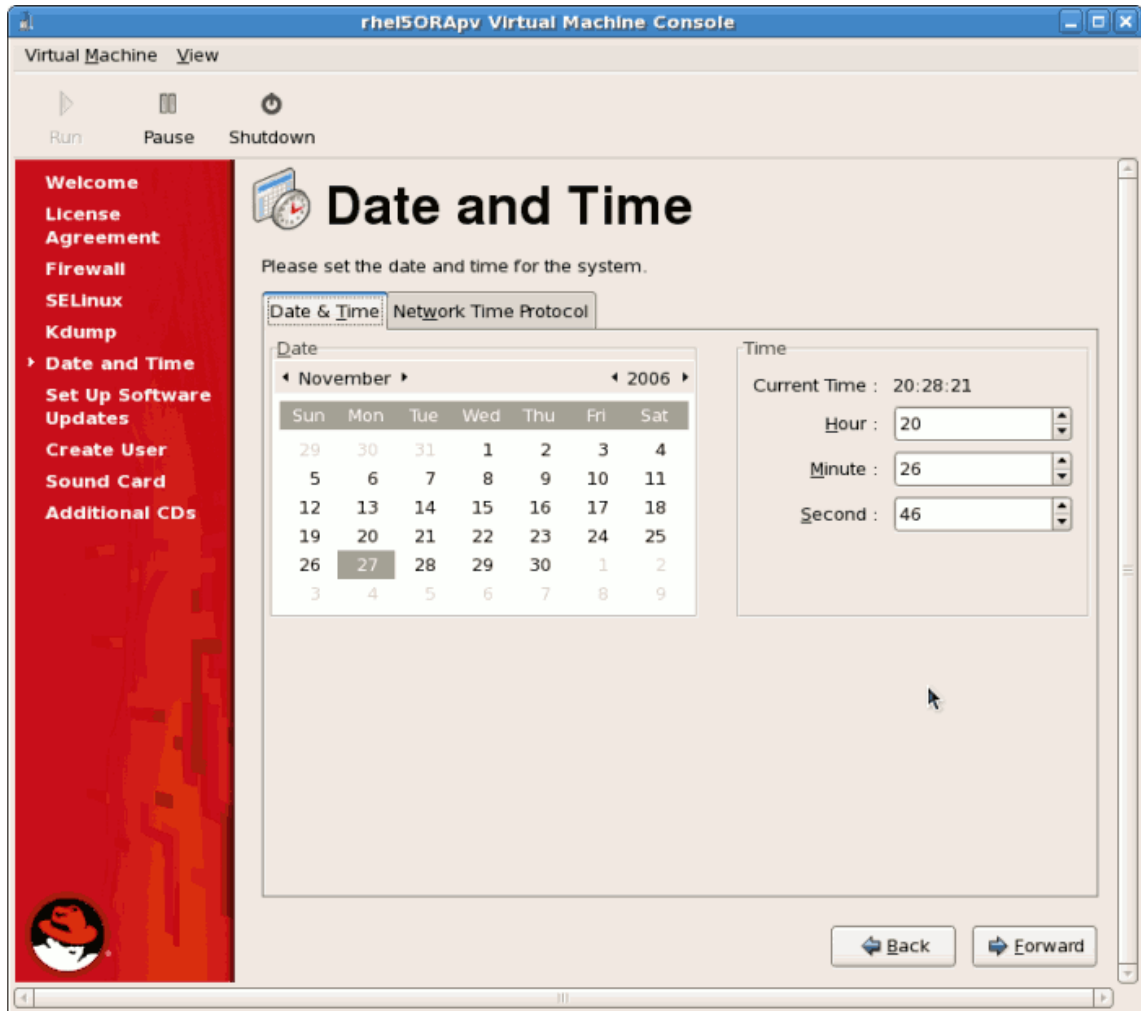 rhel5ORApv Virtual Machine Console
Virtual Machine View
Run Pause Shutdown
Welcome
License
Agreement
Firewall
SELinux
Kdump
Date and Time
Set Up Software
Updates
Create User
Sound Card
Additional CDs
Date and Time
Please set the date and time for the system.
Date & Time Network Time Protocol
Date
November 2006
Sun Mon Tue Wed Thu Fri Sat
29 30 31 1 2 3 4
5 6 7 8 9 10 11
12 13 14 15 16 17 18
19 20 21 22 23 24 25
26 27 28 29 30 1 2
3 4 5 6 7 8 9
Time
Current Time : 20:28:21
Hour : 20
Minute : 26
Second : 46
Back Forward